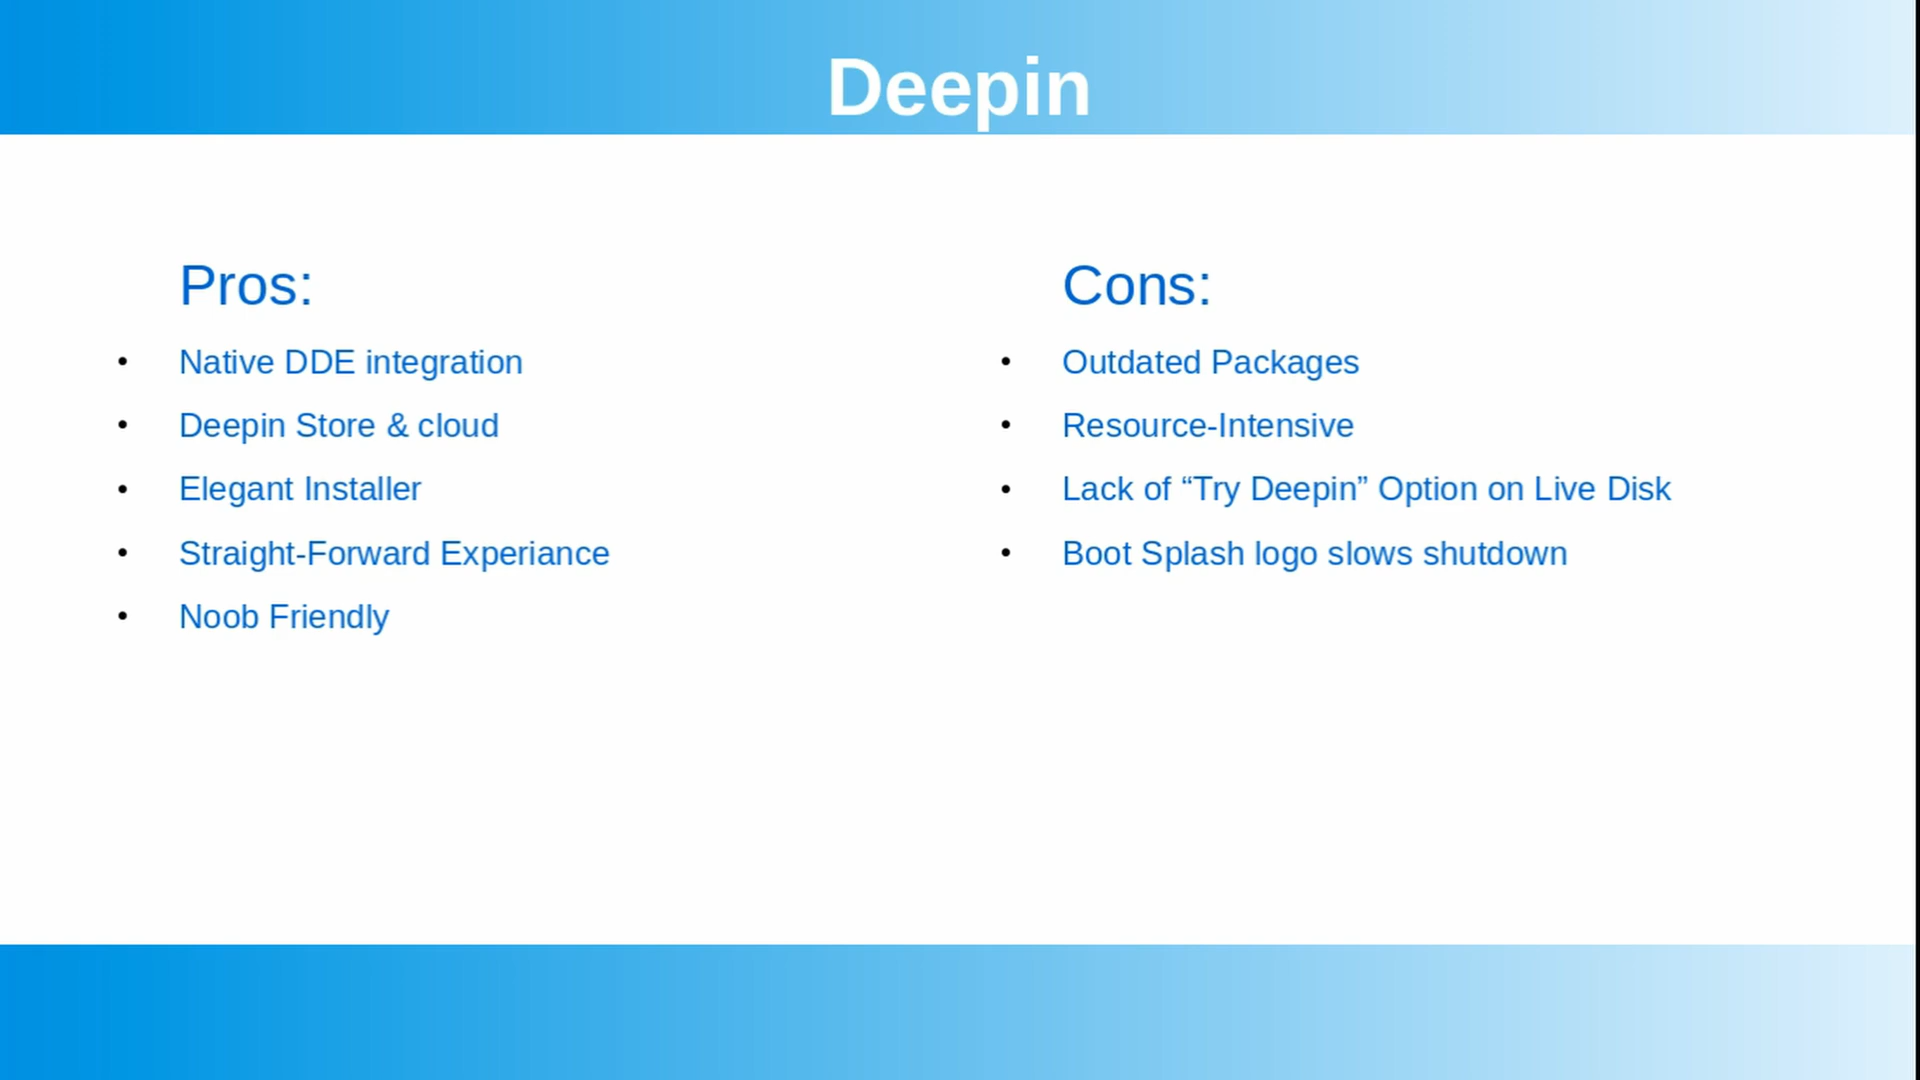 Deepin
Pros:
• Native DDE integration
• Deepin Store & cloud
• Elegant Installer
• Straight-Forward Experiance
• Noob Friendly
Cons:
• Outdated Packages
• Resource-Intensive
• Lack of “Try Deepin” Option on Live Disk
• Boot Splash logo slows shutdown